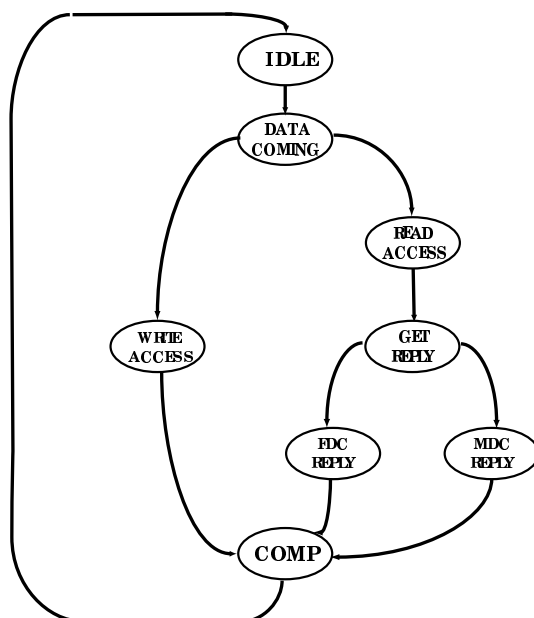 IDLE
DATA
COMING
READ
ACCESS
WRITE
ACCESS
GET
REPLY
FDC
REPLY
MDC
REPLY
COMP